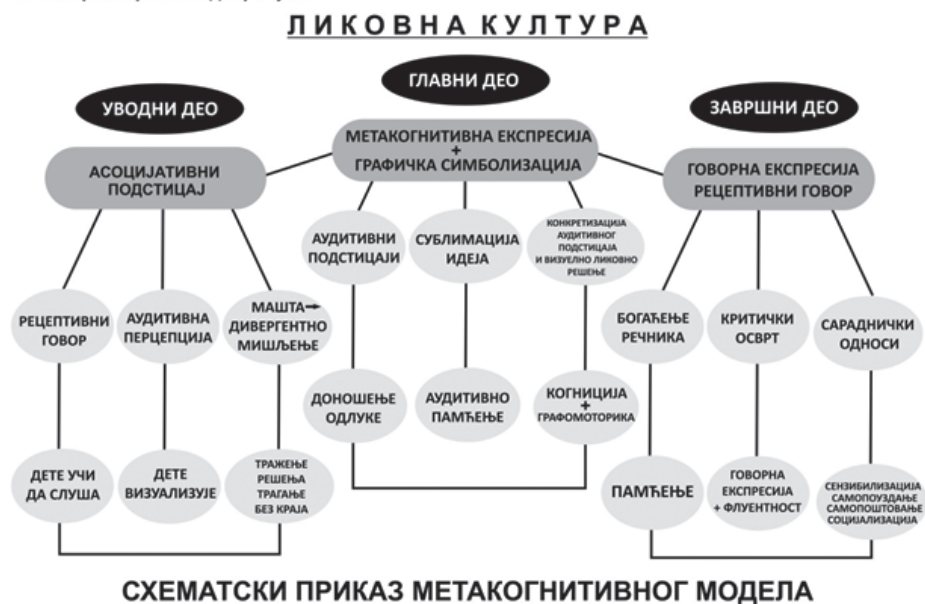 ЛИКОВНА КУЛТУРА
УВОДНИ ДЕО
ГЛАВНИ ДЕО
ЗАВРШНИ ДЕО
АСОЦИЈАТИВНИ
ПОДСТИЦАЈ
МЕТАКОГНИТИВНА ЕКСПРЕСИЈА
+
ГРАФИЧКА СИМБОЛИЗАЦИЈА
ГОВОРНА ЕКСПРЕСИЈА
РЕЦЕПТИВНИ ГОВОР
РЕЦЕПТИВНИ
ГОВОР
АУДИТИВНА
ПЕРЦЕПЦИЈА
МАШТА→
ДИВЕРГЕНТНО
МИШЉЕЊЕ
АУДИТИВНИ
ПОДСТИЦАЈИ
СУБЛИМАЦИЈА
ИДЕЈА
КОНКРЕТИЗАЦИЈА
АУДИТИВНОГ
ПОДСТИЦАЈА
И ВИЗУЕЛНО ЛИКОВНО
РЕШЕЊЕ
БОГАЋЕЊЕ
РЕЧНИКА
КРИТИЧКИ
ОСВРТ
САРАДНИЧКИ
ОДНОСИ
ДЕТЕ УЧИ
ДА СЛУША
ДЕТЕ
ВИЗУАЛИЗУЈЕ
ТРАЖЕЊЕ
РЕШЕЊА
ТРАГАЊЕ
БЕЗ КРАЈА
ДОНОШЕЊЕ
ОДЛУКЕ
АУДИТИВНО
ПАМЋЕЊЕ
КОГНИЦИЈА
+
ГРАФОМОТОРИКА
ПАМЋЕЊЕ
ГОВОРНА
ЕКСПРЕСИЈА
+ ФЛУЕНТНОСТ
СЕНЗИБИЛИЗАЦИЈА
САМОПОУЗДАЊЕ
САМОПОШТОВАЊЕ
СОЦИЈАЛИЗАЦИЈА
СХЕМАТСКИ ПРИКАЗ МЕТАКОГНИТИВНОГ МОДЕЛА